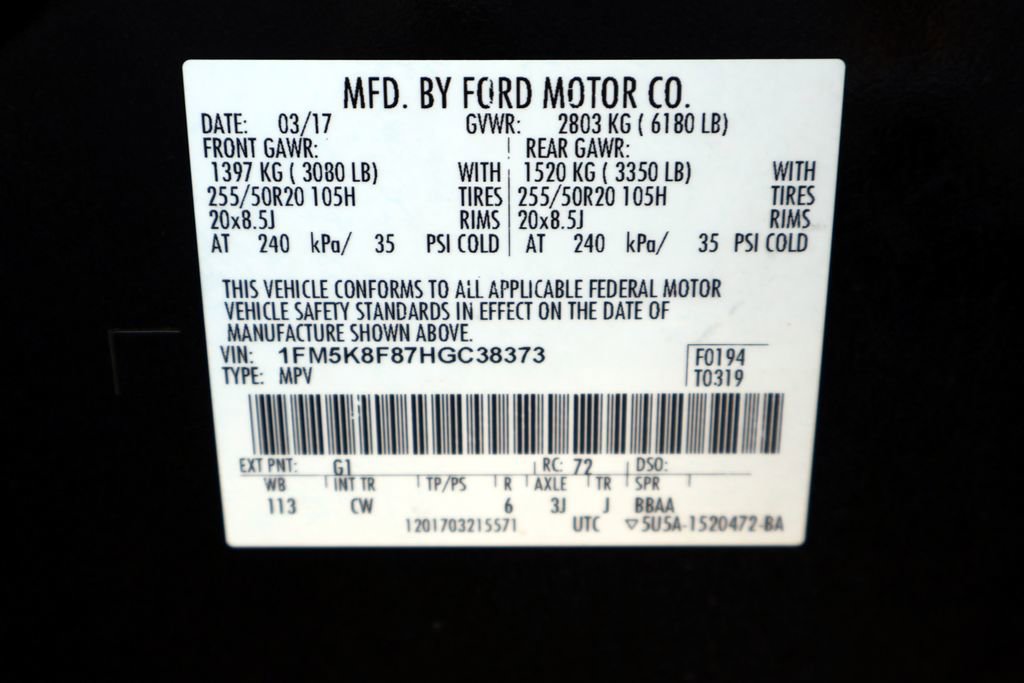 MFD. BY FORD MOTOR CO.
DATE: 03/17 GVWR: 2803 KG ( 6180 LB)
FRONT GAWR: REAR GAWR:
1397 KG ( 3080 LB) WITH 1520 KG ( 3350 LB) WITH
255/50R20 105H TIRES 255/50R20 105H TIRES
20x8.5J RIMS 20x8.5J RIMS
AT 240 kPa/ 35 PSI COLD AT 240 kPa/ 35 PSI COLD
THIS VEHICLE CONFORMS TO ALL APPLICABLE FEDERAL MOTOR
VEHICLE SAFETY STANDARDS IN EFFECT ON THE DATE OF
MANUFACTURE SHOWN ABOVE.
VIN: 1FM5K8F87HGC38373 F0194
TYPE: MPV T0319
EXT PNT: G1 RC: 72 DSO:
WB INT TR TP/PS R AXLE TR SPR
113 CW 6 3J J BBAA
1201703215571 UTC ▽5U5A-1520472-BA